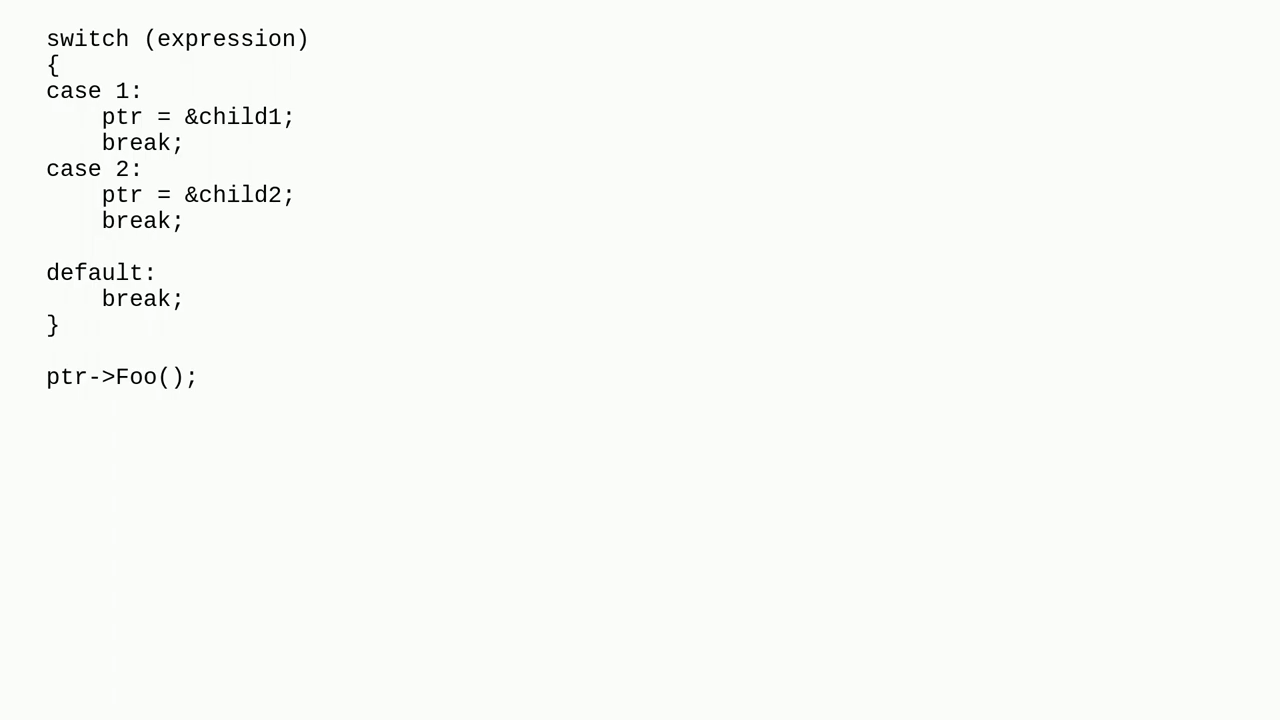 switch (expression)
{
case 1:
    ptr = &child1;
    break;
case 2:
    ptr = &child2;
    break;

default:
    break;
}

ptr->Foo();